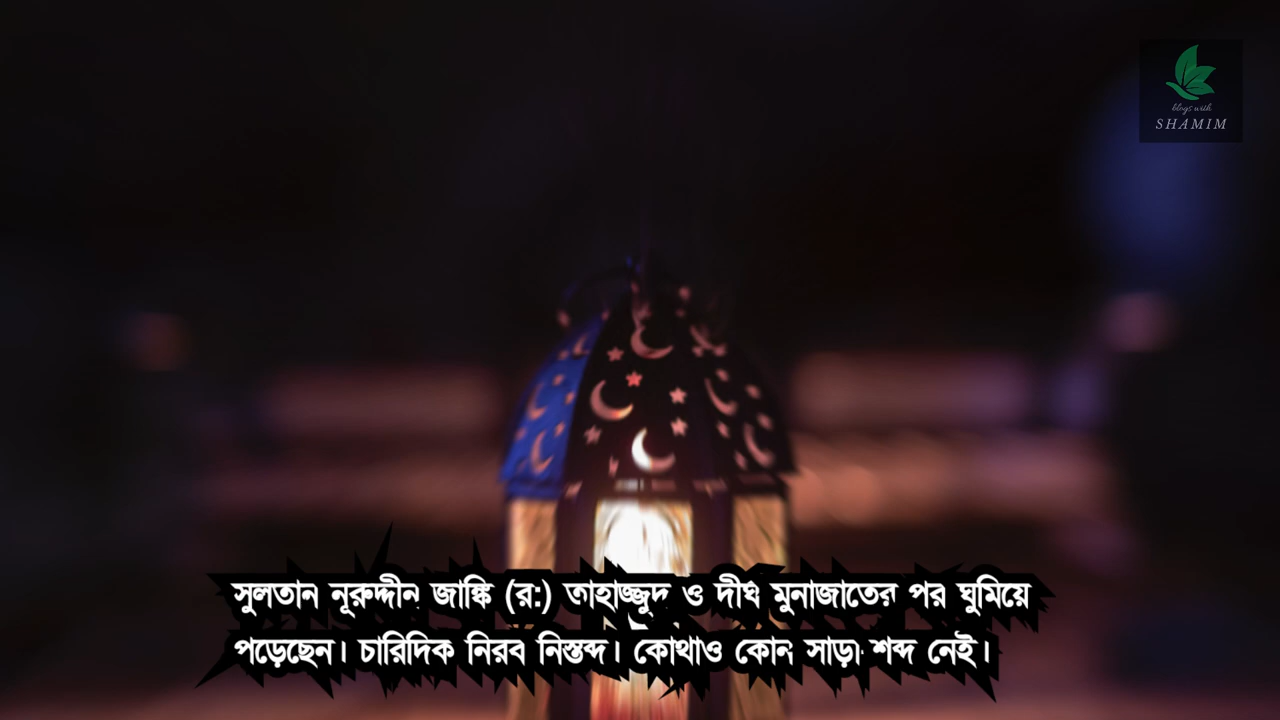 blogs with
SHAMIM
সুলতান নূরুদ্দীন জাঙ্কি (র:) তাহাজ্জুদ ও দীর্ঘ মুনাজাতের পর ঘুমিয়ে
পড়েছেন। চারিদিক নিরব নিস্তব্দ। কোথাও কোন সাড়া শব্দ নেই।